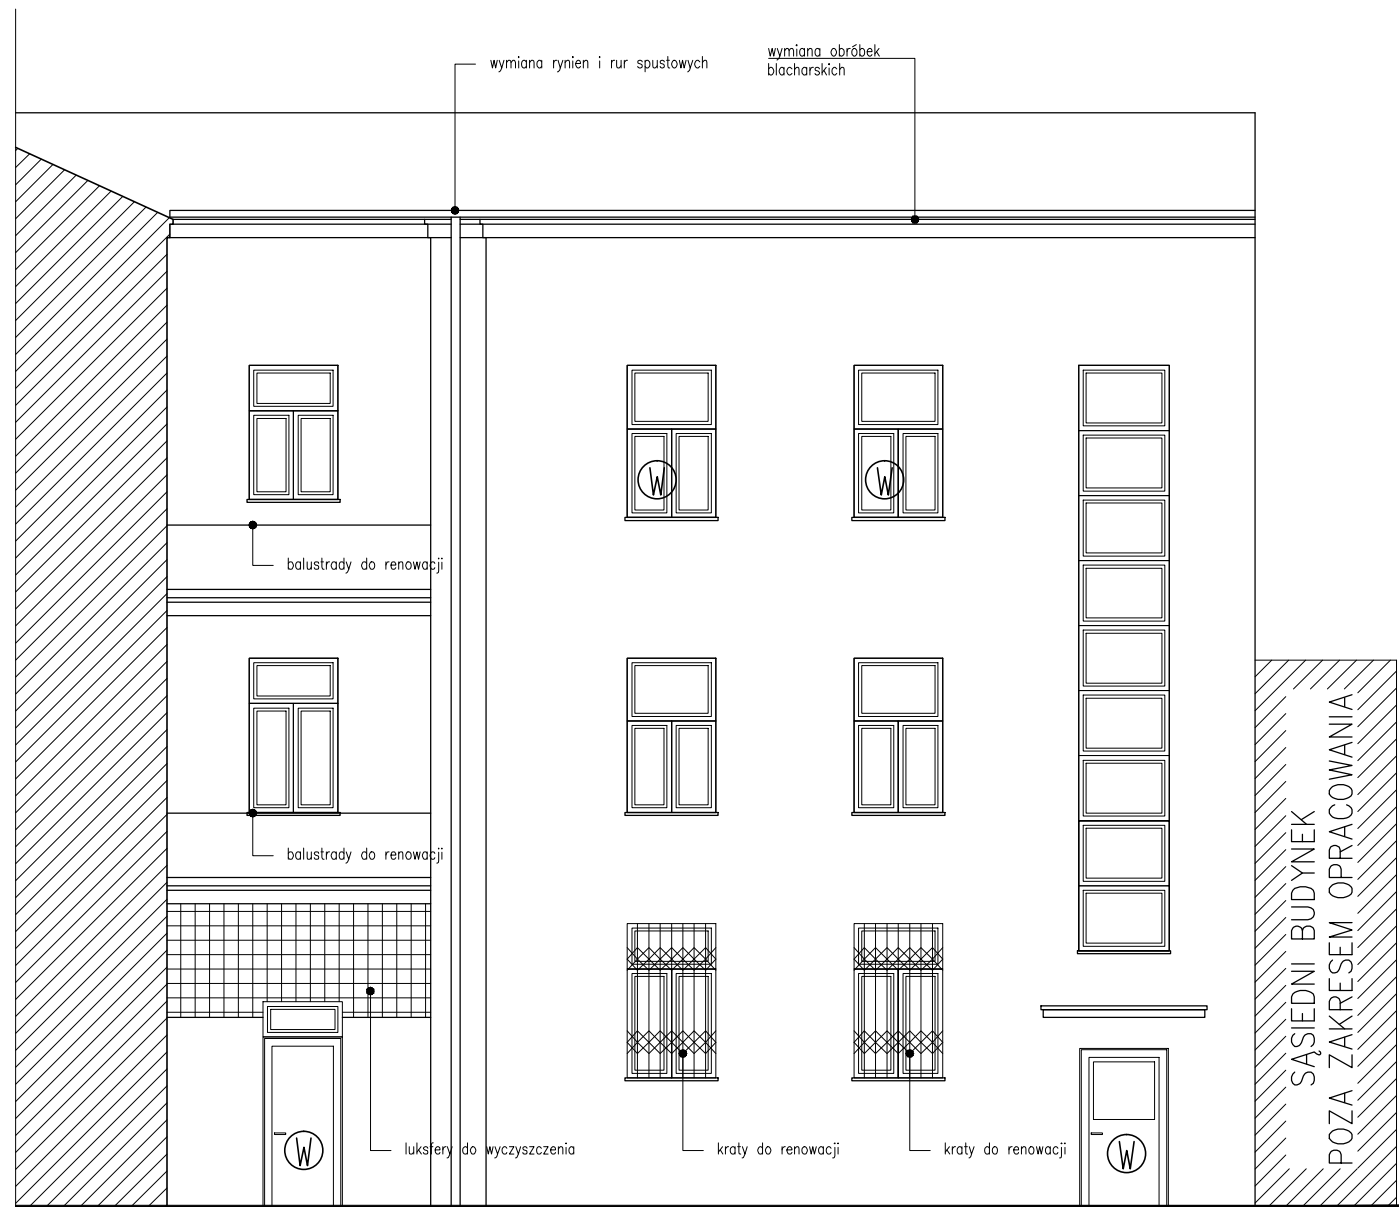 wymiana rynien i rur spustowych
wymiana obróbek
blacharskich
W
W
balustrady do renowacji
balustrady do renowacji
SĄSIEDNI BUDYNEK
POZA ZAKRESEM OPRACOWANIA
W
luksfery do wyczyszczenia
kraty do renowacji
kraty do renowacji
W